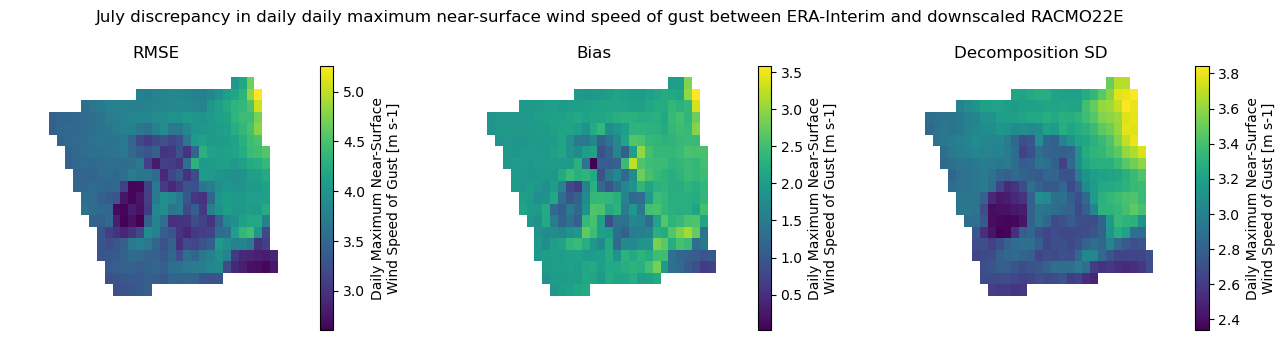 July discrepancy in daily daily maximum near-surface wind speed of gust between ERA-Interim and downscaled RACMO22E
RMSE
5.0
4.5
4.0
3.5
3.0
Daily Maximum Near-Surface
Wind Speed of Gust [m s-1]
Bias
3.5
3.0
2.5
2.0
1.5
1.0
0.5
Daily Maximum Near-Surface
Wind Speed of Gust [m s-1]
Decomposition SD
3.8
3.6
3.4
3.2
3.0
2.8
2.6
2.4
Daily Maximum Near-Surface
Wind Speed of Gust [m s-1]